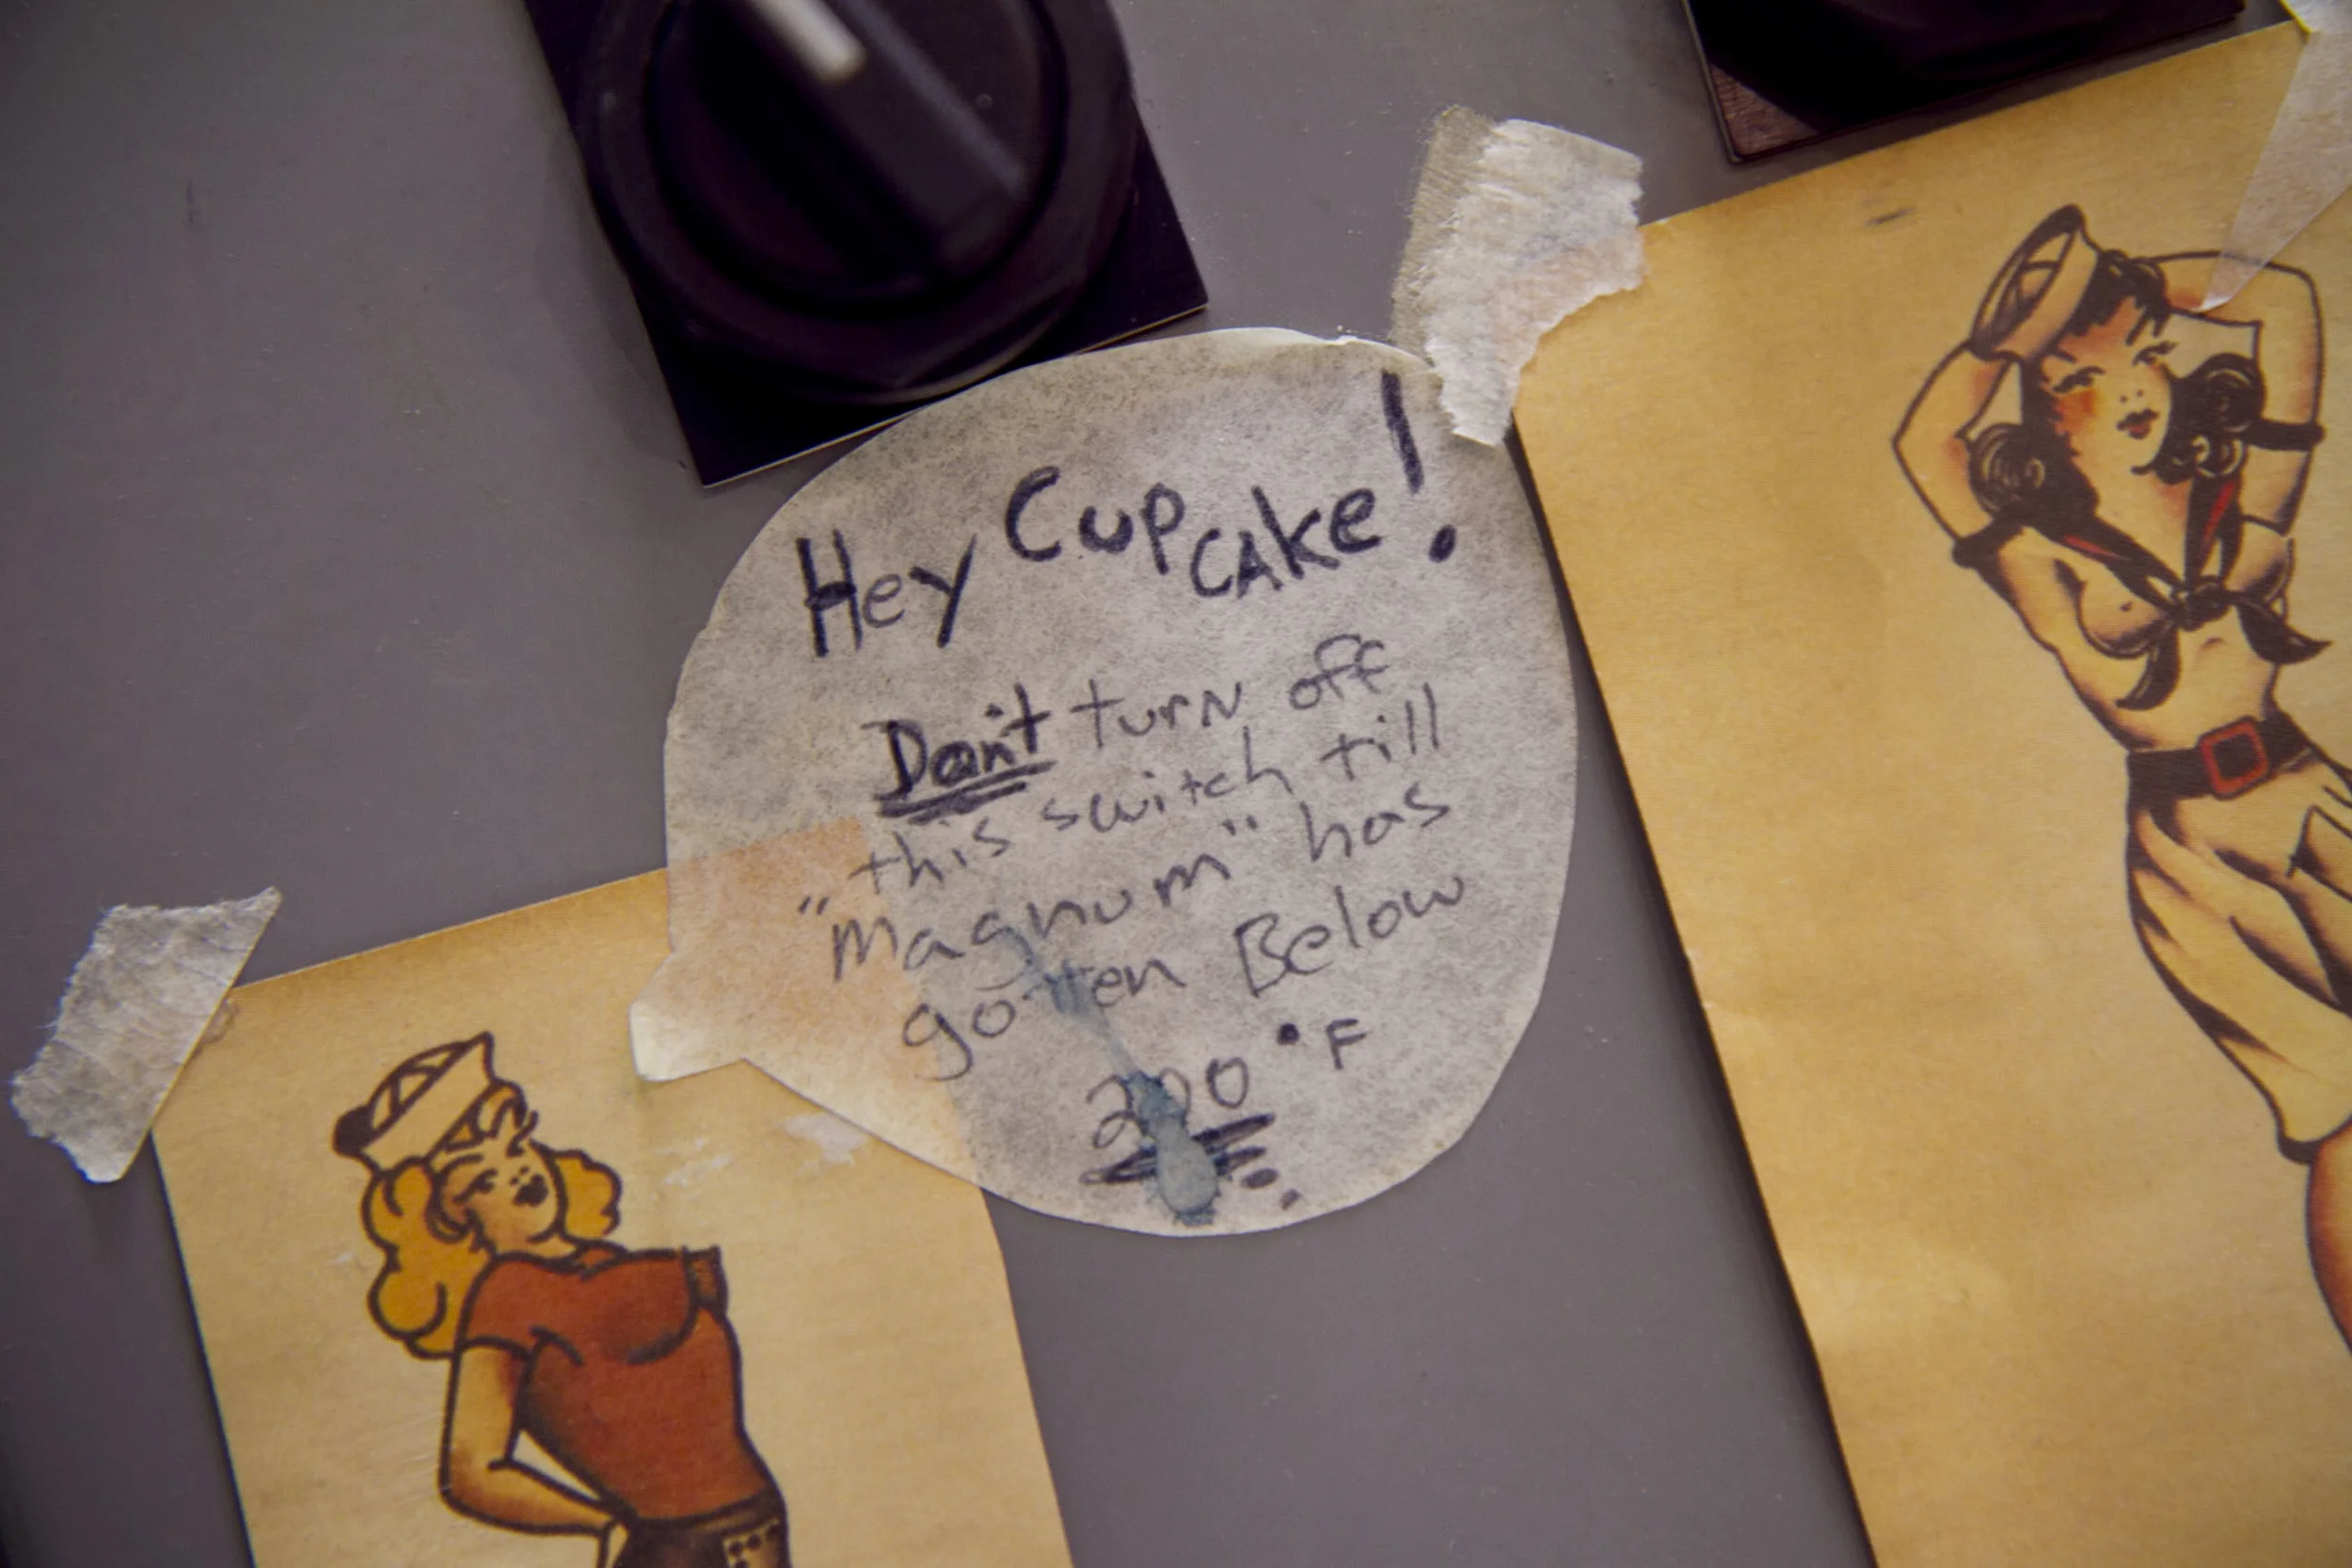 Hey Cupcake!
Don't turn off
this switch till
"Magnum" has
gotten Below
200 °F